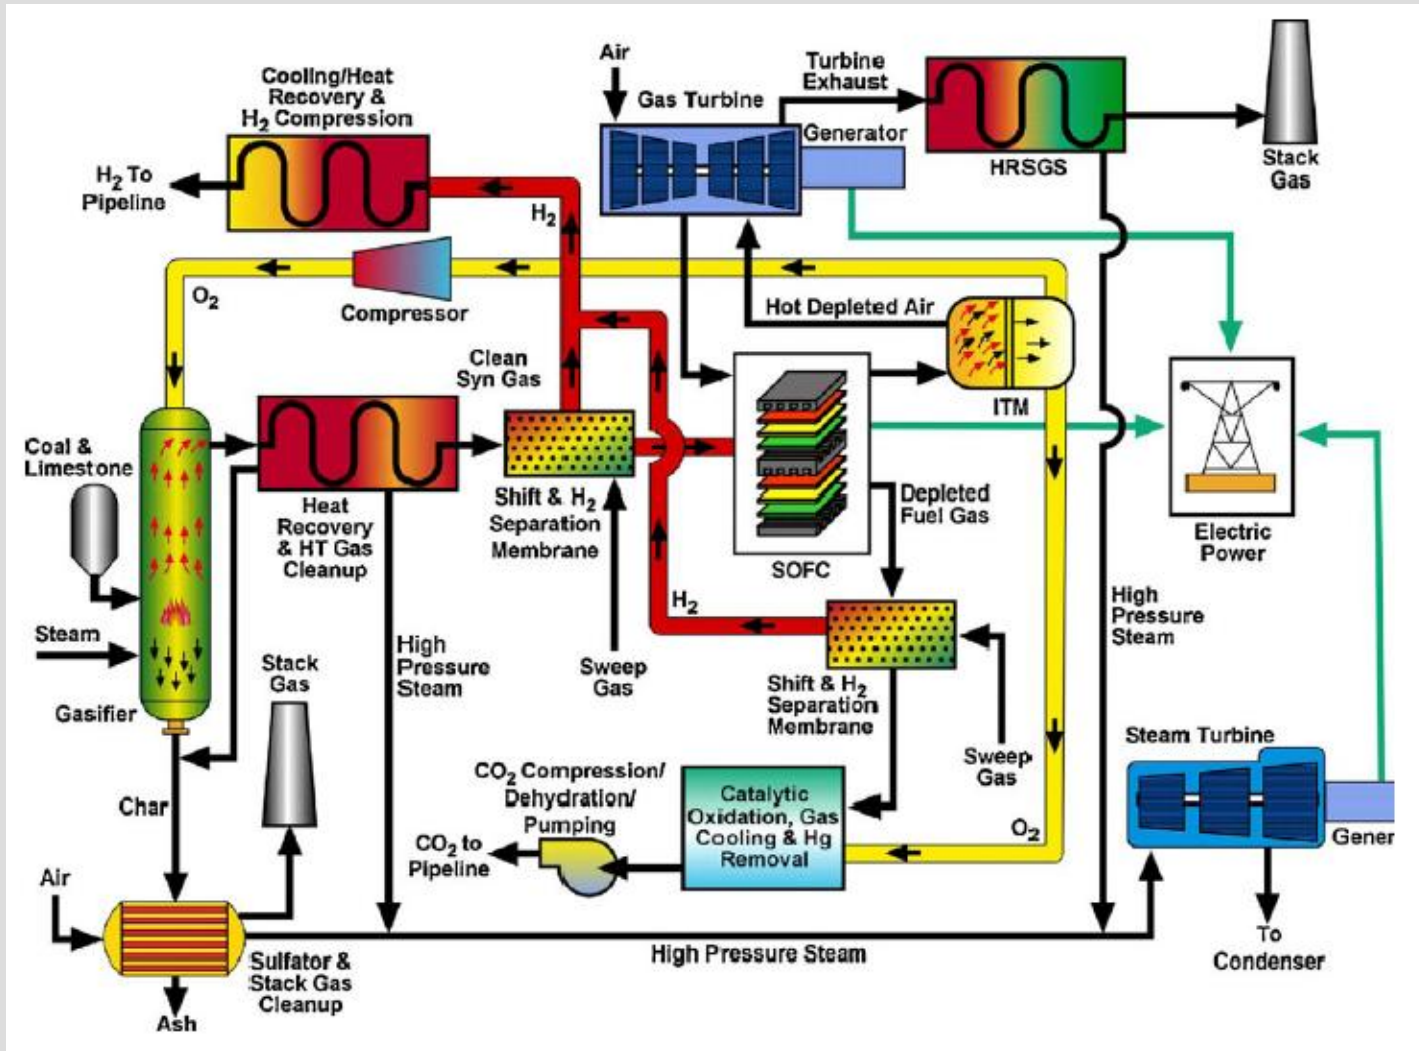 Air
Turbine
Exhaust
Cooling/Heat
Recovery &
H₂ Compression
Gas Turbine
Generator
HRSGS
Stack
Gas
H₂ To
Pipeline
H₂
O₂
Compressor
Hot Depleted Air
ITM
Clean
Syn Gas
Coal &
Limestone
Heat
Recovery
& HT Gas
Cleanup
Shift & H₂
Separation
Membrane
SOFC
Depleted
Fuel Gas
Electric
Power
Steam
Gasifier
Stack
Gas
High
Pressure
Steam
Sweep
Gas
H₂
High
Pressure
Steam
Shift & H₂
Separation
Membrane
Sweep
Gas
Steam Turbine
Char
CO₂ Compression/
Dehydration/
Pumping
CO₂ to
Pipeline
Catalytic
Oxidation, Gas
Cooling & Hg
Removal
O₂
Gener
Air
Sulfator &
Stack Gas
Cleanup
High Pressure Steam
To
Condenser
Ash